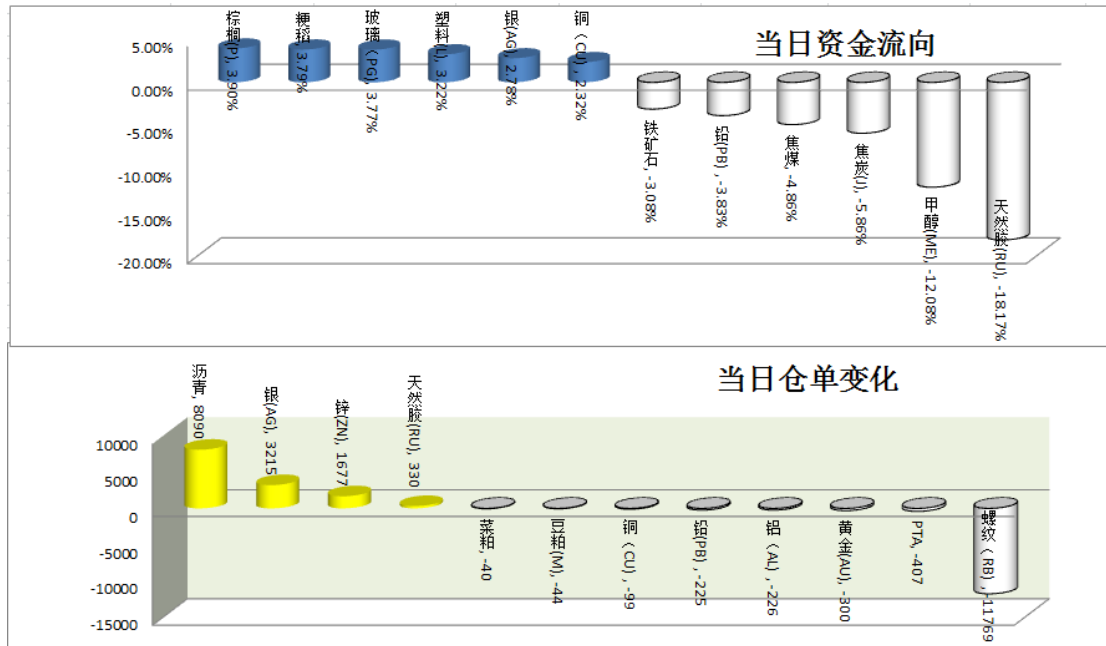 当日资金流向
5.00%
0.00%
-5.00%
-10.00%
-15.00%
-20.00%
棕榈(P), 3.90%
粳稻, 3.79%
玻璃（PG), 3.77%
塑料(L), 3.22%
银(AG), 2.78%
铜（CU) , 2.32%
铁矿石, -3.08%
铅(PB) , -3.83%
焦煤, -4.86%
焦炭(J), -5.86%
甲醇(ME), -12.08%
天然胶(RU), -18.17%
当日仓单变化
10000
5000
0
-5000
-10000
-15000
沥青, 8090
银(AG), 3215
锌(ZN), 1677
天然胶(RU), 330
菜粕, -40
豆粕(M), -44
铜（CU) , -99
铅(PB) , -225
铝（AL) , -226
黄金(AU), -300
PTA, -407
螺纹（RB) , -11769